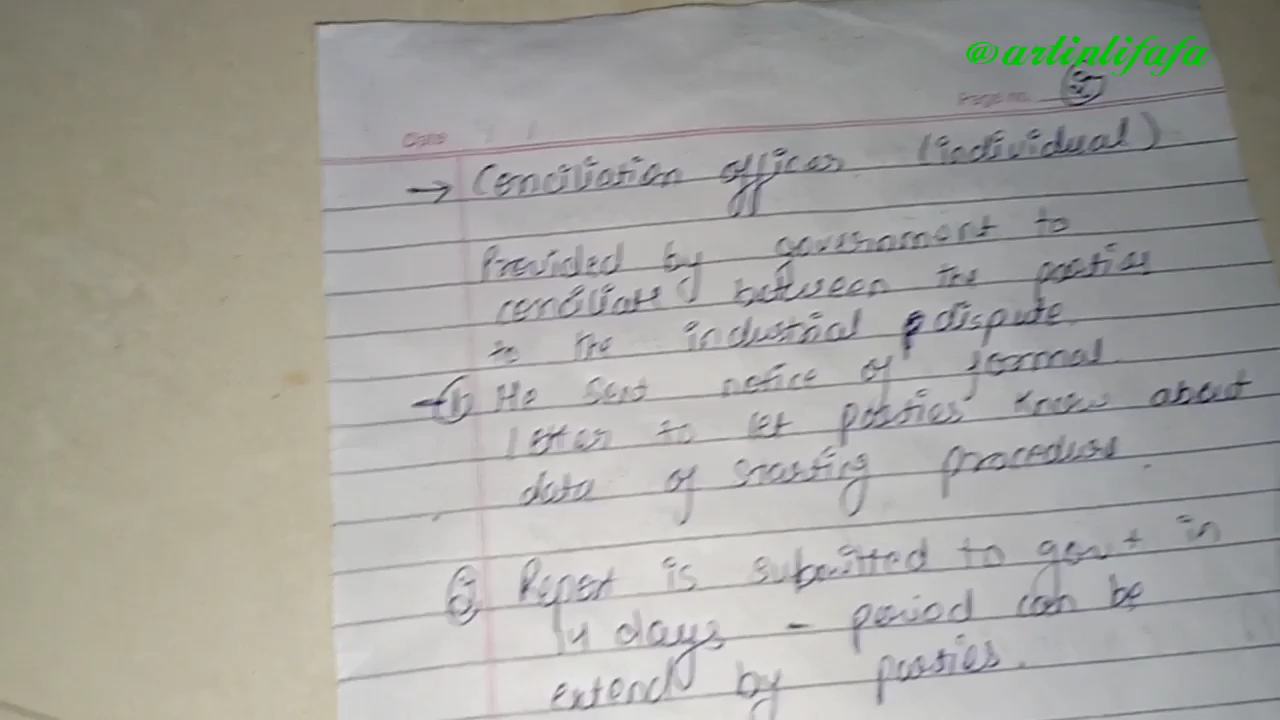 @artinlifafa
Page no.
Date
→ Conciliation officer (individual)
Provided by government to
conciliate between the parties
to the industrial dispute
→ 1) He sent notice of formal
letter to let parties know about
date of starting procedure.
2) Report is submitted to govt in
14 days - period can be
extend by parties.